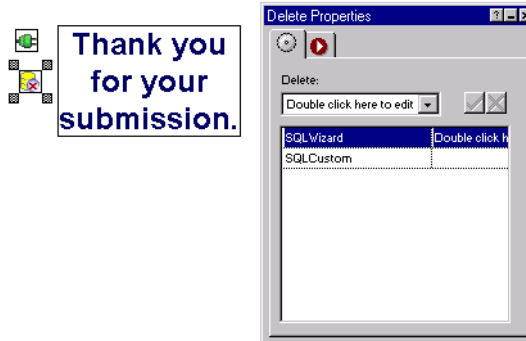 Thank you
for your
submission.
Delete Properties
Delete:
Double click here to edit
SQLWizard Double click h
SQLCustom